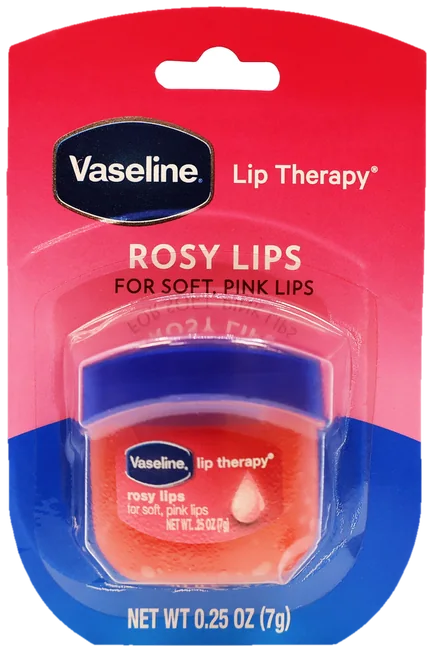 Vaseline.
Lip Therapy®
ROSY LIPS
FOR SOFT, PINK LIPS
Vaseline.
lip therapy®
rosy lips
for soft, pink lips
NET WT. .25 OZ (7g)
NET WT 0.25 OZ (7g)